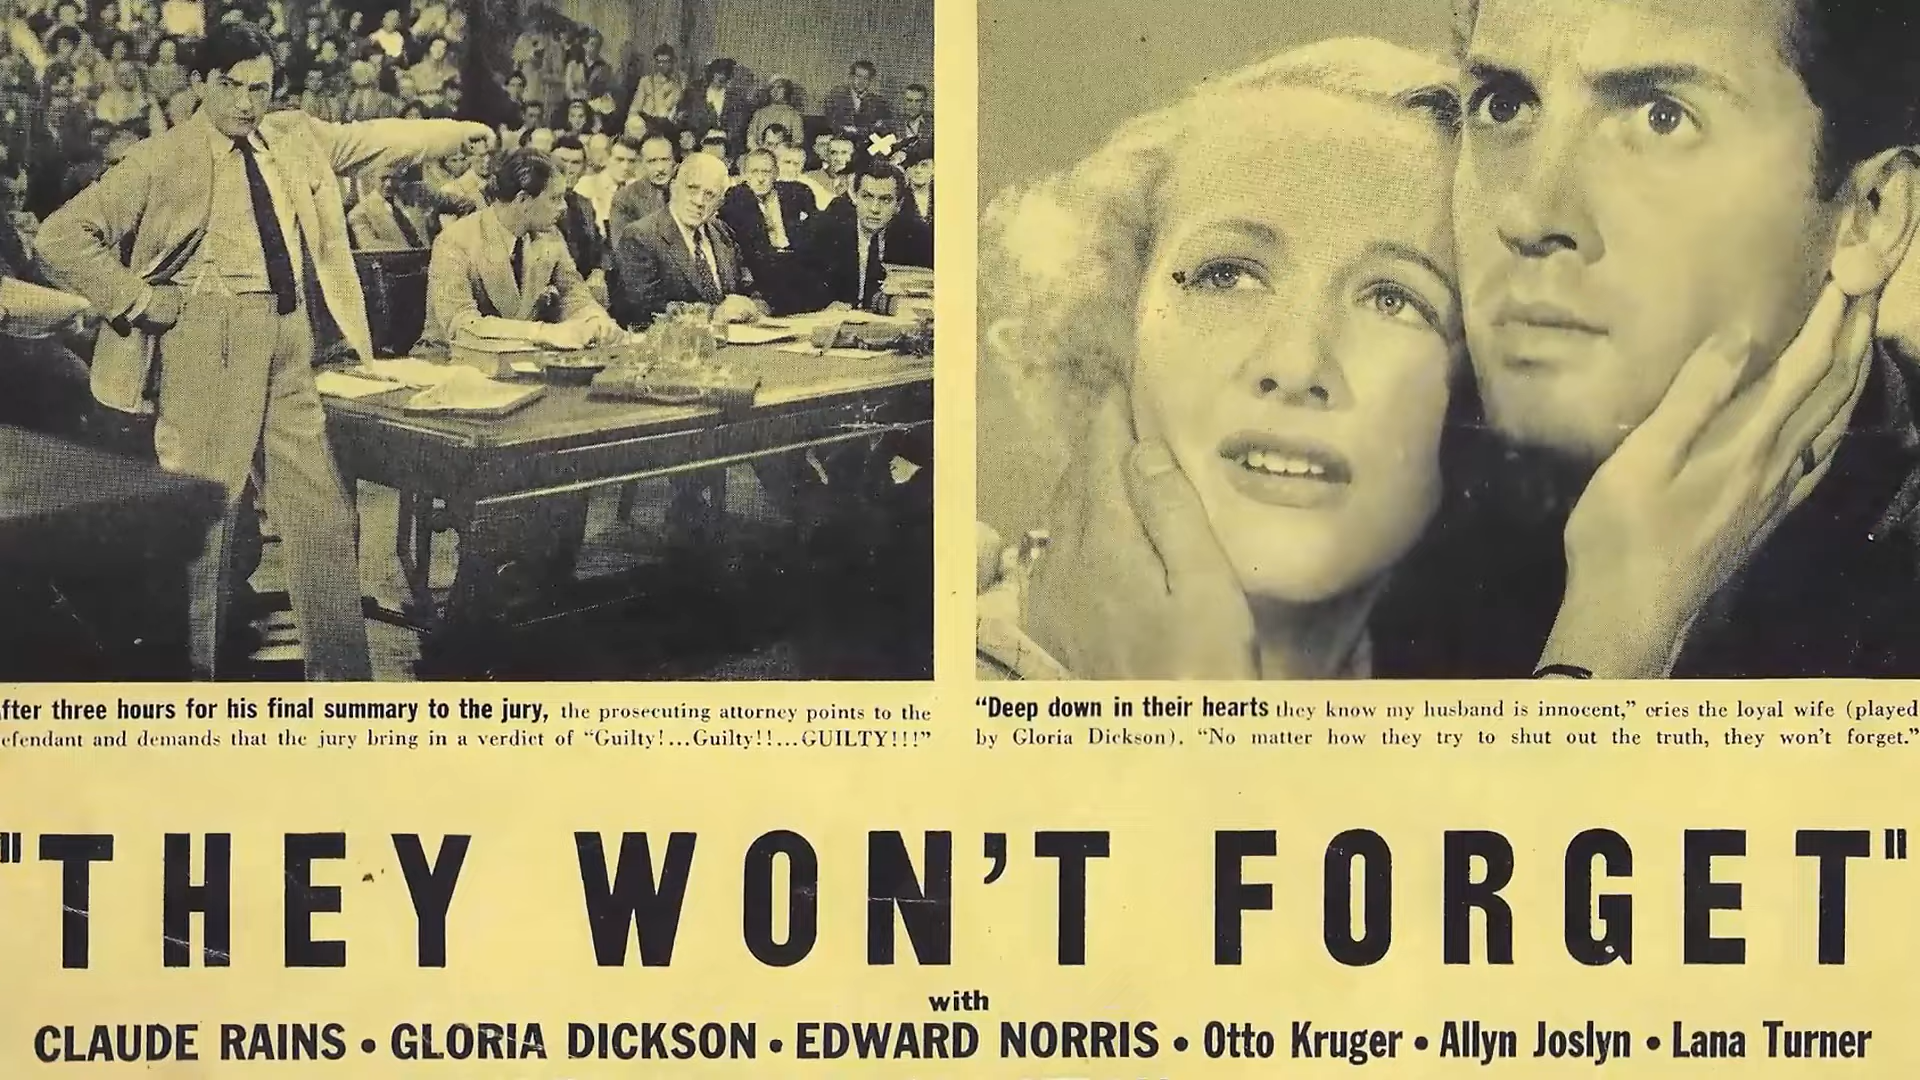 fter three hours for his final summary to the jury, the prosecuting attorney points to the
efendant and demands that the jury bring in a verdict of “Guilty!...Guilty!!...GUILTY!!!”
“Deep down in their hearts they know my husband is innocent,” cries the loyal wife (played
by Gloria Dickson). “No matter how they try to shut out the truth, they won't forget.”
"THEY WON'T FORGET"
with
CLAUDE RAINS • GLORIA DICKSON • EDWARD NORRIS • Otto Kruger • Allyn Joslyn • Lana Turner